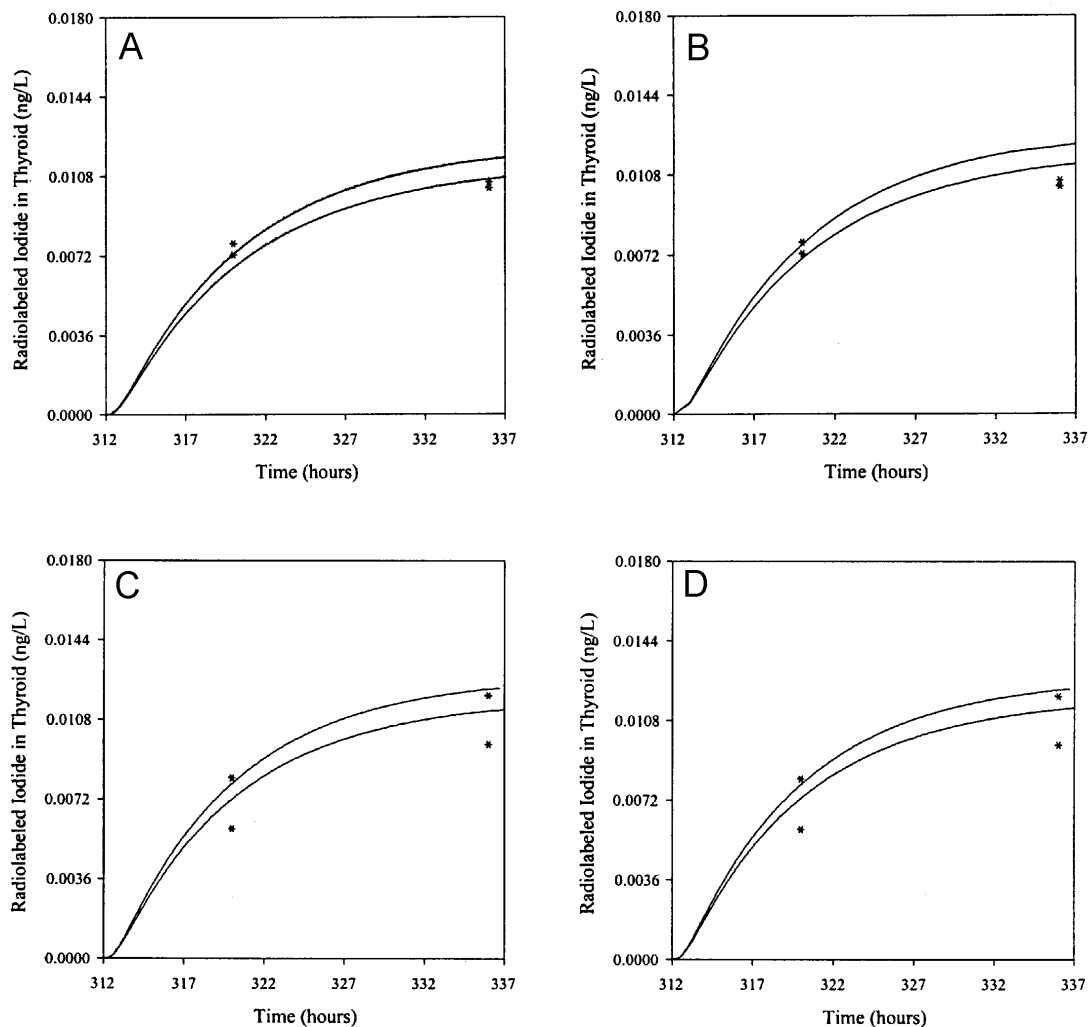 A
Radiolabeled Iodide in Thyroid (ng/L)
0.0180
0.0144
0.0108
0.0072
0.0036
0.0000
312 317 322 327 332 337
Time (hours)
B
Radiolabeled Iodide in Thyroid (ng/L)
0.0180
0.0144
0.0108
0.0072
0.0036
0.0000
312 317 322 327 332 337
Time (hours)
C
Radiolabeled Iodide in Thyroid (ng/L)
0.0180
0.0144
0.0108
0.0072
0.0036
0.0000
312 317 322 327 332 337
Time (hours)
D
Radiolabeled Iodide in Thyroid (ng/L)
0.0180
0.0144
0.0108
0.0072
0.0036
0.0000
312 317 322 327 332 337
Time (hours)